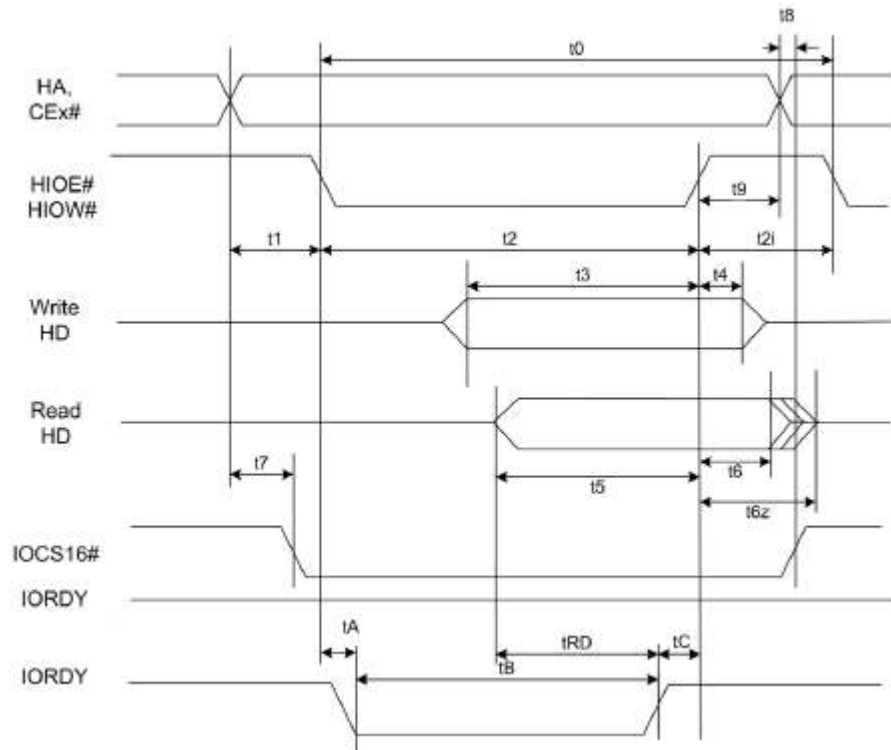 t8
t0
HA,
CEx#
HIOE#
HIOW#
t9
t1
t2
t2i
t3
t4
Write
HD
Read
HD
t7
t5
t6
t6z
IOCS16#
IORDY
tA
tRD
tC
tB
IORDY